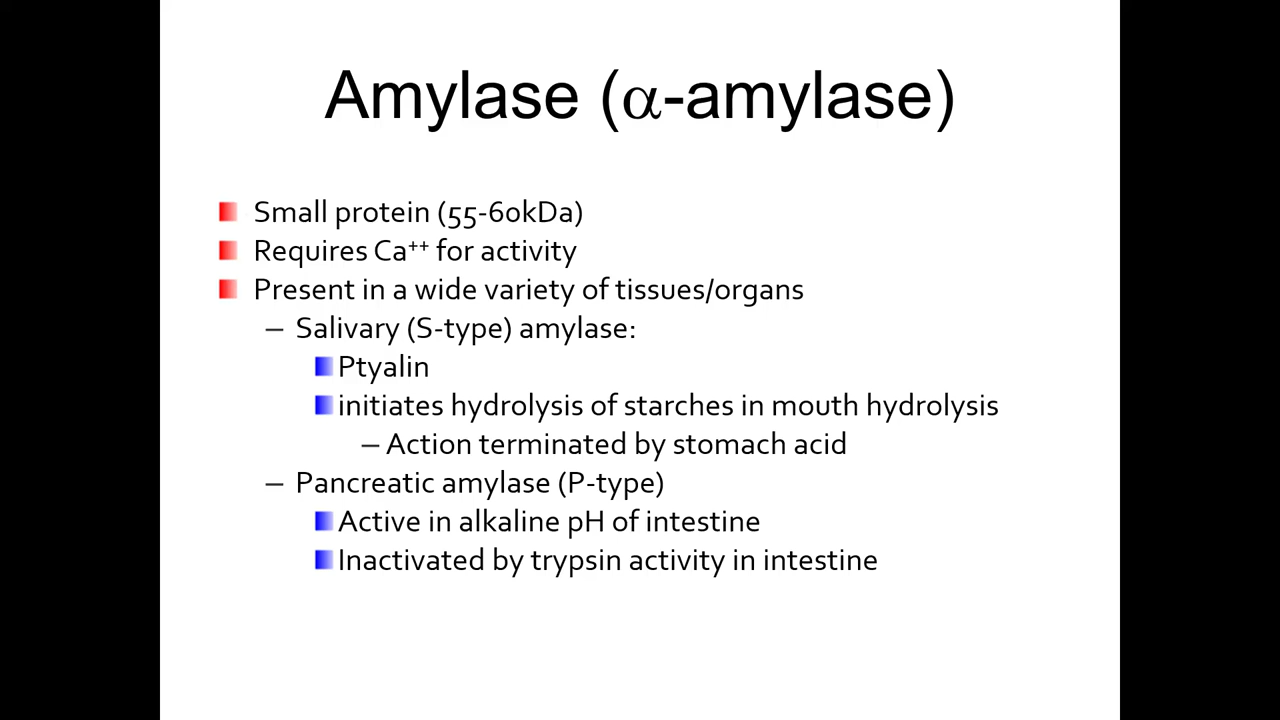 Amylase (α-amylase)
Small protein (55-60kDa)
Requires Ca⁺⁺ for activity
Present in a wide variety of tissues/organs
– Salivary (S-type) amylase:
Ptyalin
initiates hydrolysis of starches in mouth hydrolysis
– Action terminated by stomach acid
– Pancreatic amylase (P-type)
Active in alkaline pH of intestine
Inactivated by trypsin activity in intestine